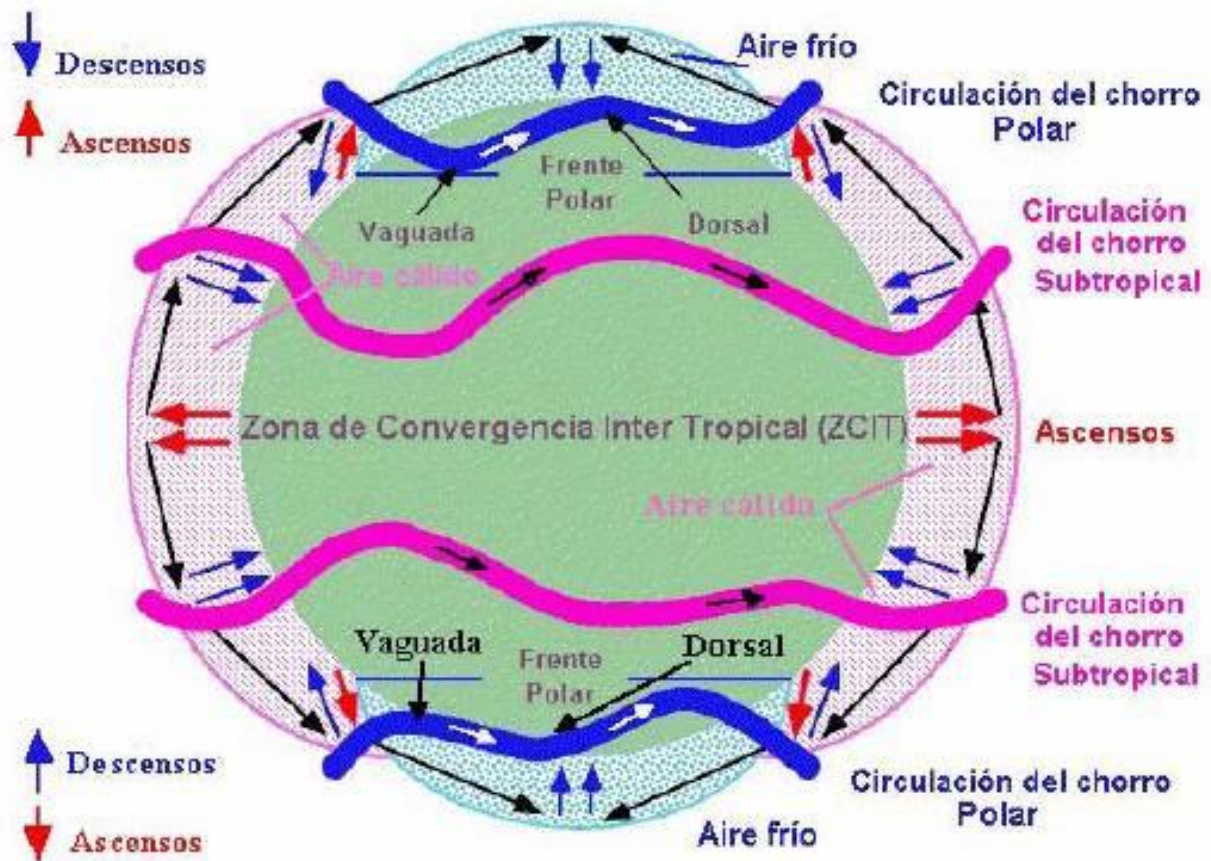 Descensos
Ascensos
Aire frío
Circulación del chorro
Polar
Frente
Polar
Vaguada
Dorsal
Circulación
del chorro
Subtropical
Aire cálido
Zona de Convergencia Inter Tropical (ZCIT)
Ascensos
Aire cálido
Circulación
del chorro
Subtropical
Vaguada
Dorsal
Frente
Polar
Descensos
Ascensos
Circulación del chorro
Polar
Aire frío